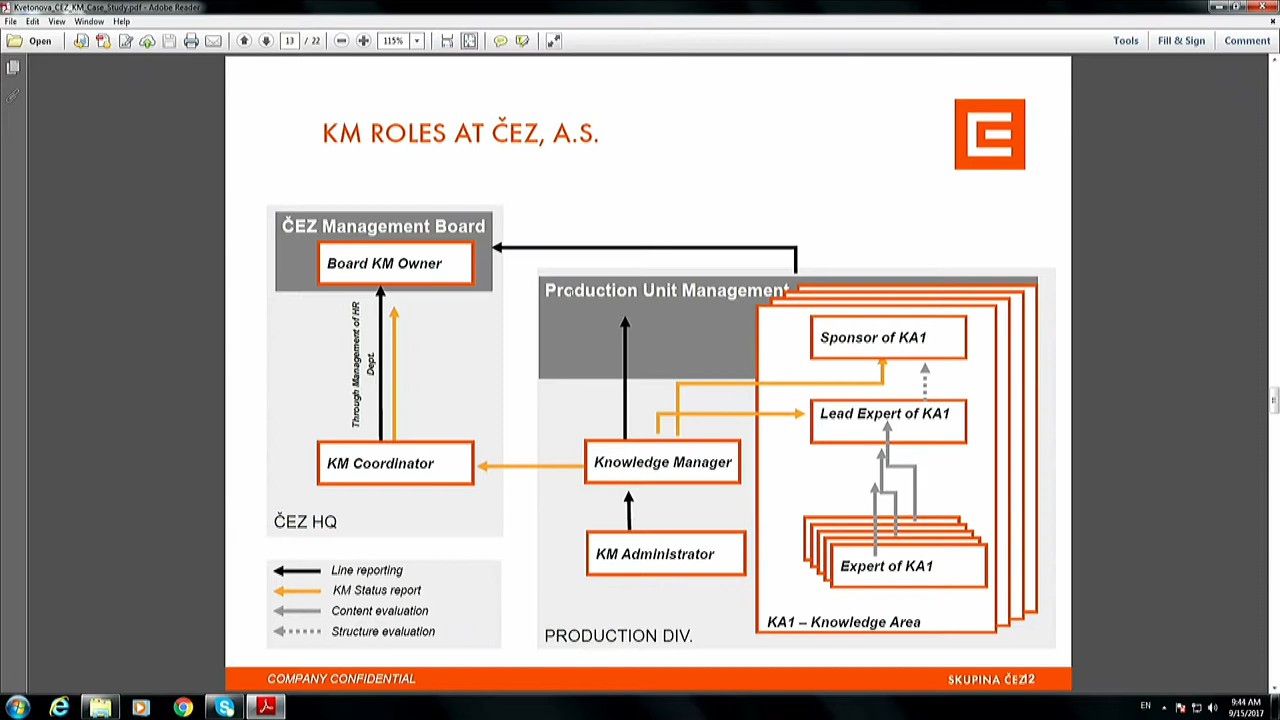 Kvetonova_CEZ_KM_Case_Study.pdf - Adobe Reader
File Edit View Window Help
Open 13 / 22 115% Tools Fill & Sign Comment
KM ROLES AT ČEZ, A.S.
ČEZ Management Board
Board KM Owner
Through Management of HR
Dept.
KM Coordinator
ČEZ HQ
Production Unit Management
Sponsor of KA1
Lead Expert of KA1
Knowledge Manager
KM Administrator
Expert of KA1
KA1 – Knowledge Area
PRODUCTION DIV.
Line reporting
KM Status report
Content evaluation
Structure evaluation
COMPANY CONFIDENTIAL
SKUPINA ČEZ12
EN
9:44 AM
9/15/2017